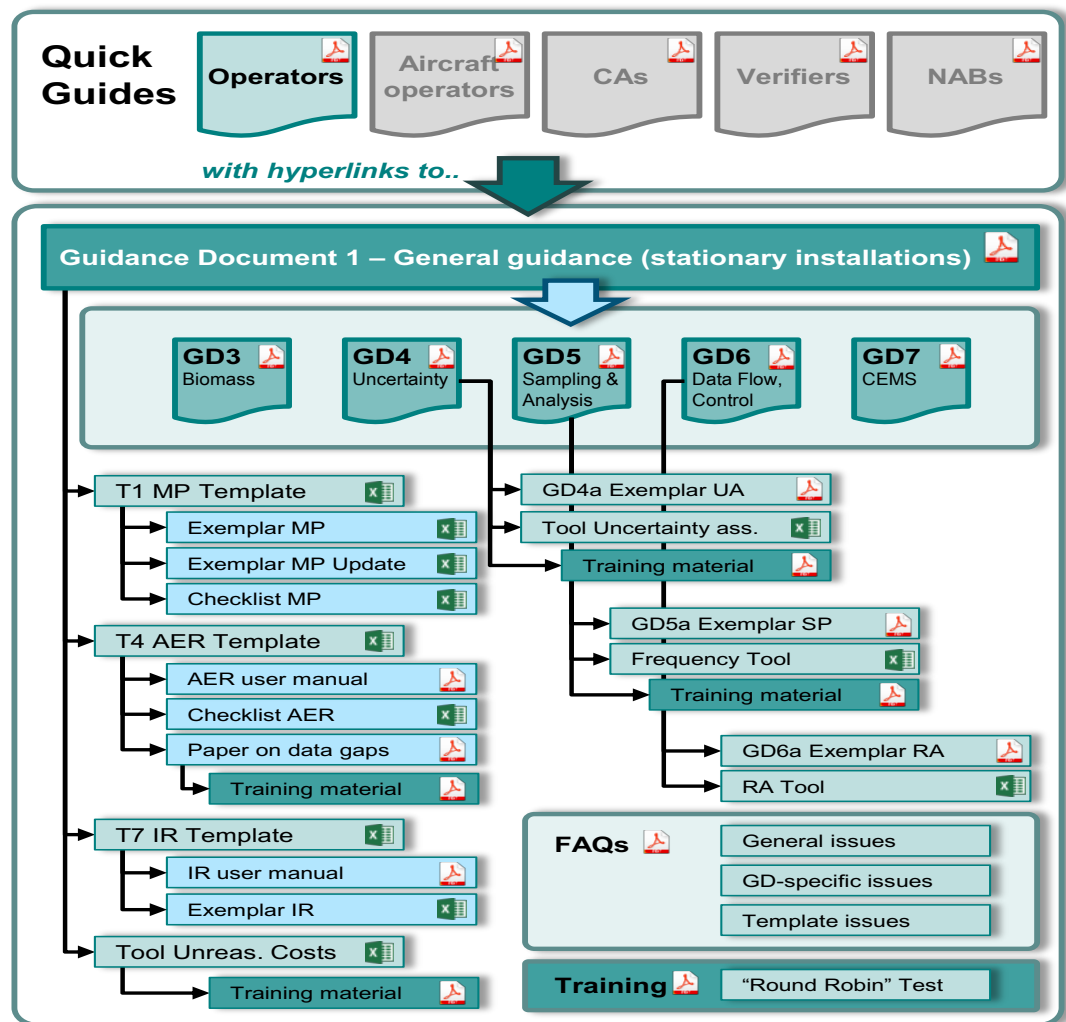 Quick
Guides
Operators
Aircraft
operators
CAs
Verifiers
NABs
with hyperlinks to..
Guidance Document 1 – General guidance (stationary installations)
GD3
Biomass
GD4
Uncertainty
GD5
Sampling &
Analysis
GD6
Data Flow,
Control
GD7
CEMS
T1 MP Template
Exemplar MP
Exemplar MP Update
Checklist MP
T4 AER Template
AER user manual
Checklist AER
Paper on data gaps
Training material
T7 IR Template
IR user manual
Exemplar IR
Tool Unreas. Costs
Training material
GD4a Exemplar UA
Tool Uncertainty ass.
Training material
GD5a Exemplar SP
Frequency Tool
Training material
GD6a Exemplar RA
RA Tool
FAQs
General issues
GD-specific issues
Template issues
Training
“Round Robin” Test